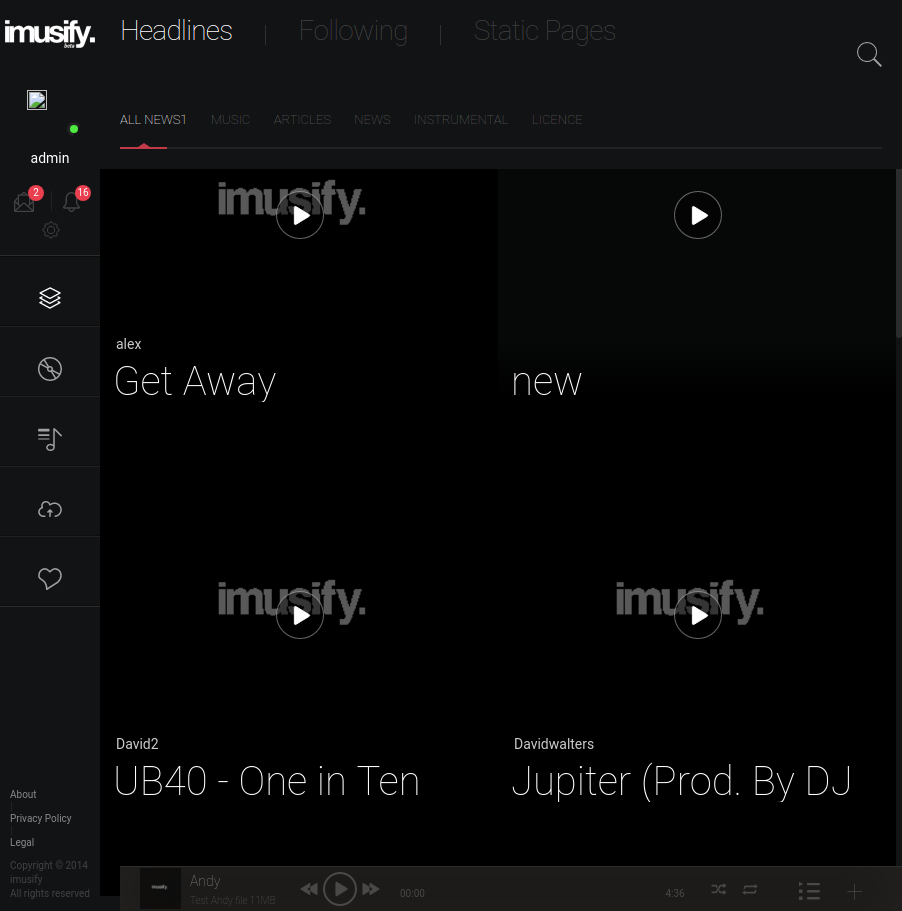 imusify.
beta
Headlines
Following
Static Pages
ALL NEWS1
MUSIC
ARTICLES
NEWS
INSTRUMENTAL
LICENCE
admin
2
16
imusify.
alex
Get Away
new
imusify.
David2
UB40 - One in Ten
imusify.
Davidwalters
Jupiter (Prod. By DJ
About
Privacy Policy
Legal
Copyright © 2014
imusify
All rights reserved
imusify.
Andy
Test Andy file 11MB
00:00
4:36